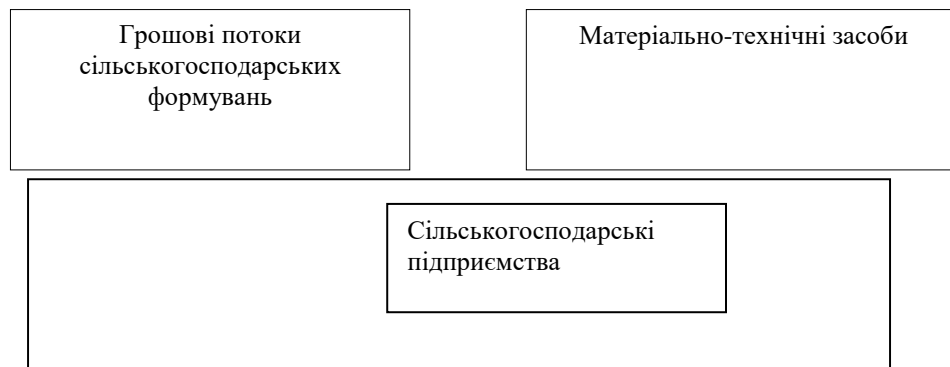 Грошові потоки
сільськогосподарських
формувань
Матеріально-технічні засоби
Сільськогосподарські
підприємства